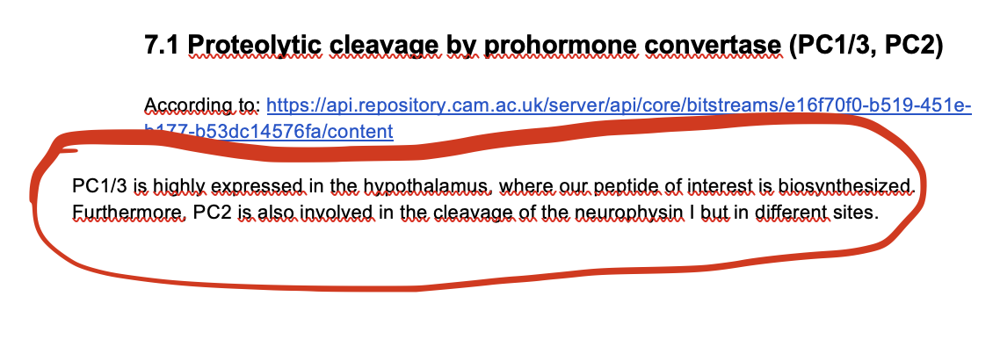 7.1 Proteolytic cleavage by prohormone convertase (PC1/3, PC2)
According to: https://api.repository.cam.ac.uk/server/api/core/bitstreams/e16f70f0-b519-451e-
b177-b53dc14576fa/content
PC1/3 is highly expressed in the hypothalamus, where our peptide of interest is biosynthesized.
Furthermore, PC2 is also involved in the cleavage of the neurophysin I but in different sites.